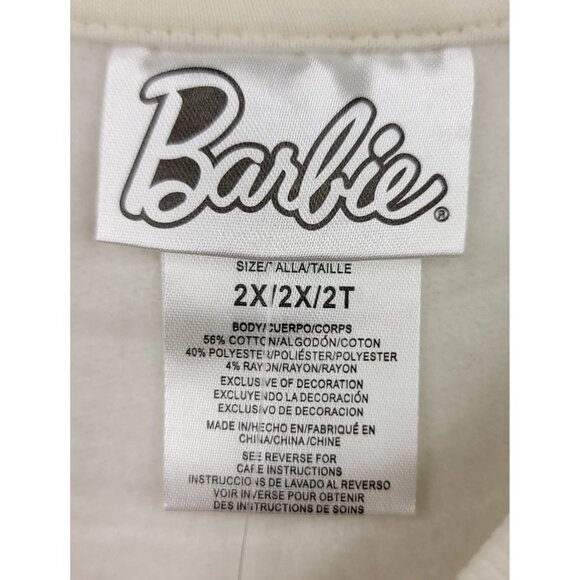 Barbie®
SIZE/TALLA/TAILLE
2X/2X/2T
BODY/CUERPO/CORPS
56% COTTON/ALGODÓN/COTON
40% POLYESTER/POLIÉSTER/POLYESTER
4% RAYON/RAYON/RAYON
EXCLUSIVE OF DECORATION
EXCLUYENDO LA DECORACIÓN
EXCLUSIVO DE DECORACION
MADE IN/HECHO EN/FABRIQUÉ EN
CHINA/CHINA/CHINE
SEE REVERSE FOR
CARE INSTRUCTIONS
INSTRUCCIONES DE LAVADO AL REVERSO
VOIR INVERSE POUR OBTENIR
DES INSTRUCTIONS DE SOINS